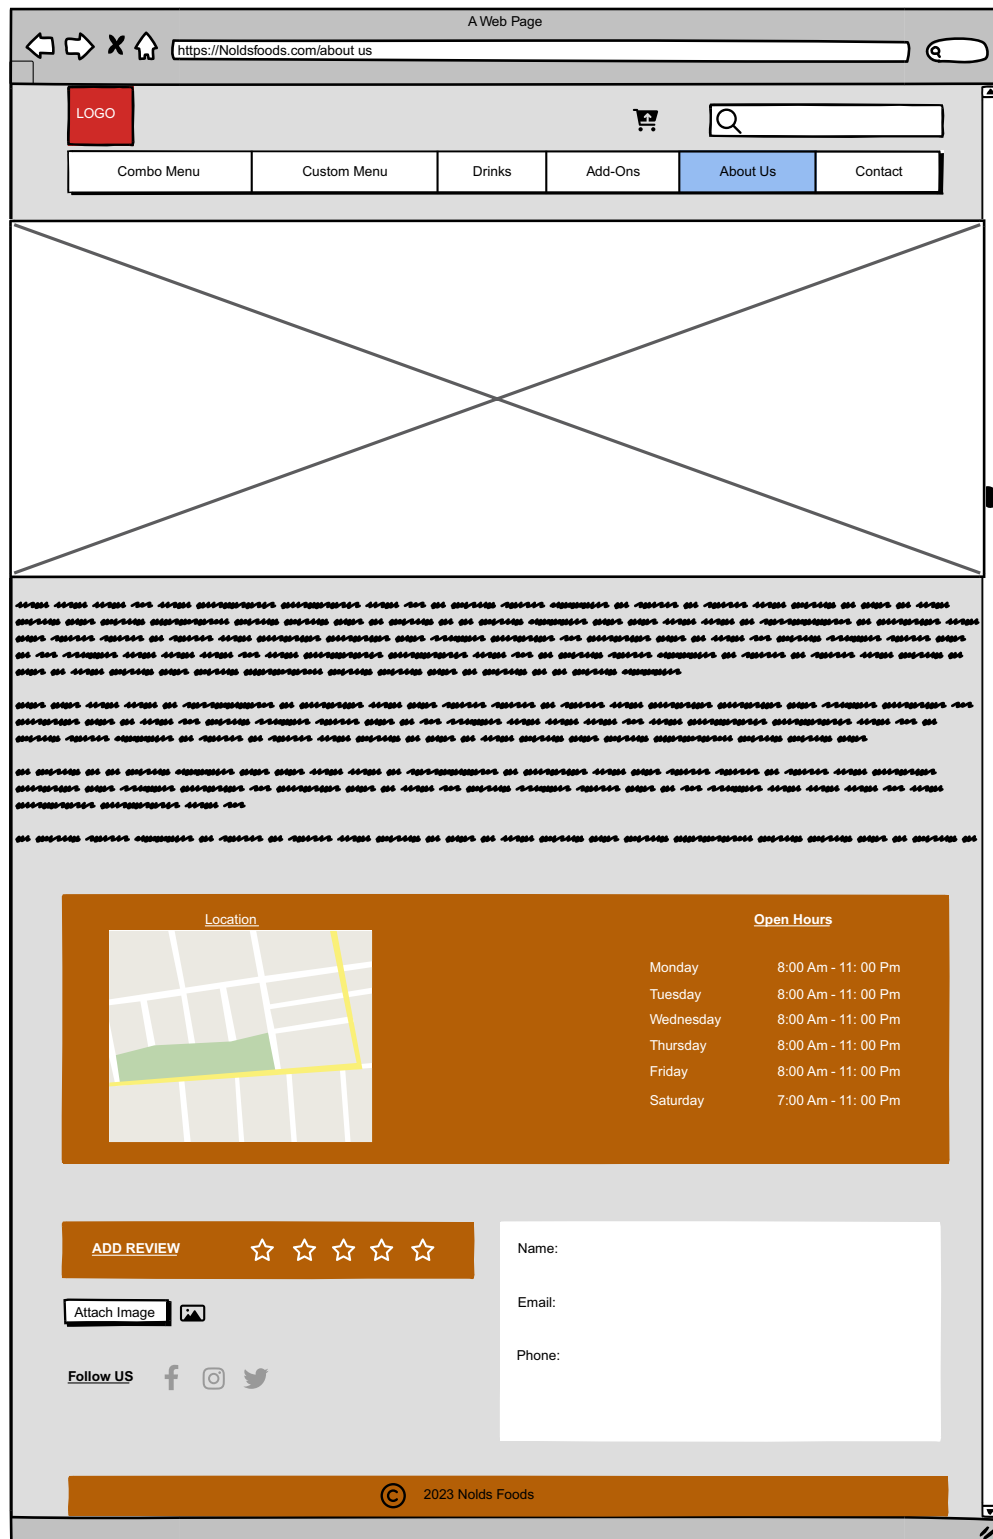 A Web Page
https://Noldsfoods.com/about us
LOGO
Combo Menu Custom Menu Drinks Add-Ons About Us Contact
Location
Open Hours
Monday 8:00 Am - 11: 00 Pm
Tuesday 8:00 Am - 11: 00 Pm
Wednesday 8:00 Am - 11: 00 Pm
Thursday 8:00 Am - 11: 00 Pm
Friday 8:00 Am - 11: 00 Pm
Saturday 7:00 Am - 11: 00 Pm
ADD REVIEW
Attach Image
Follow US
Name:
Email:
Phone:
© 2023 Nolds Foods